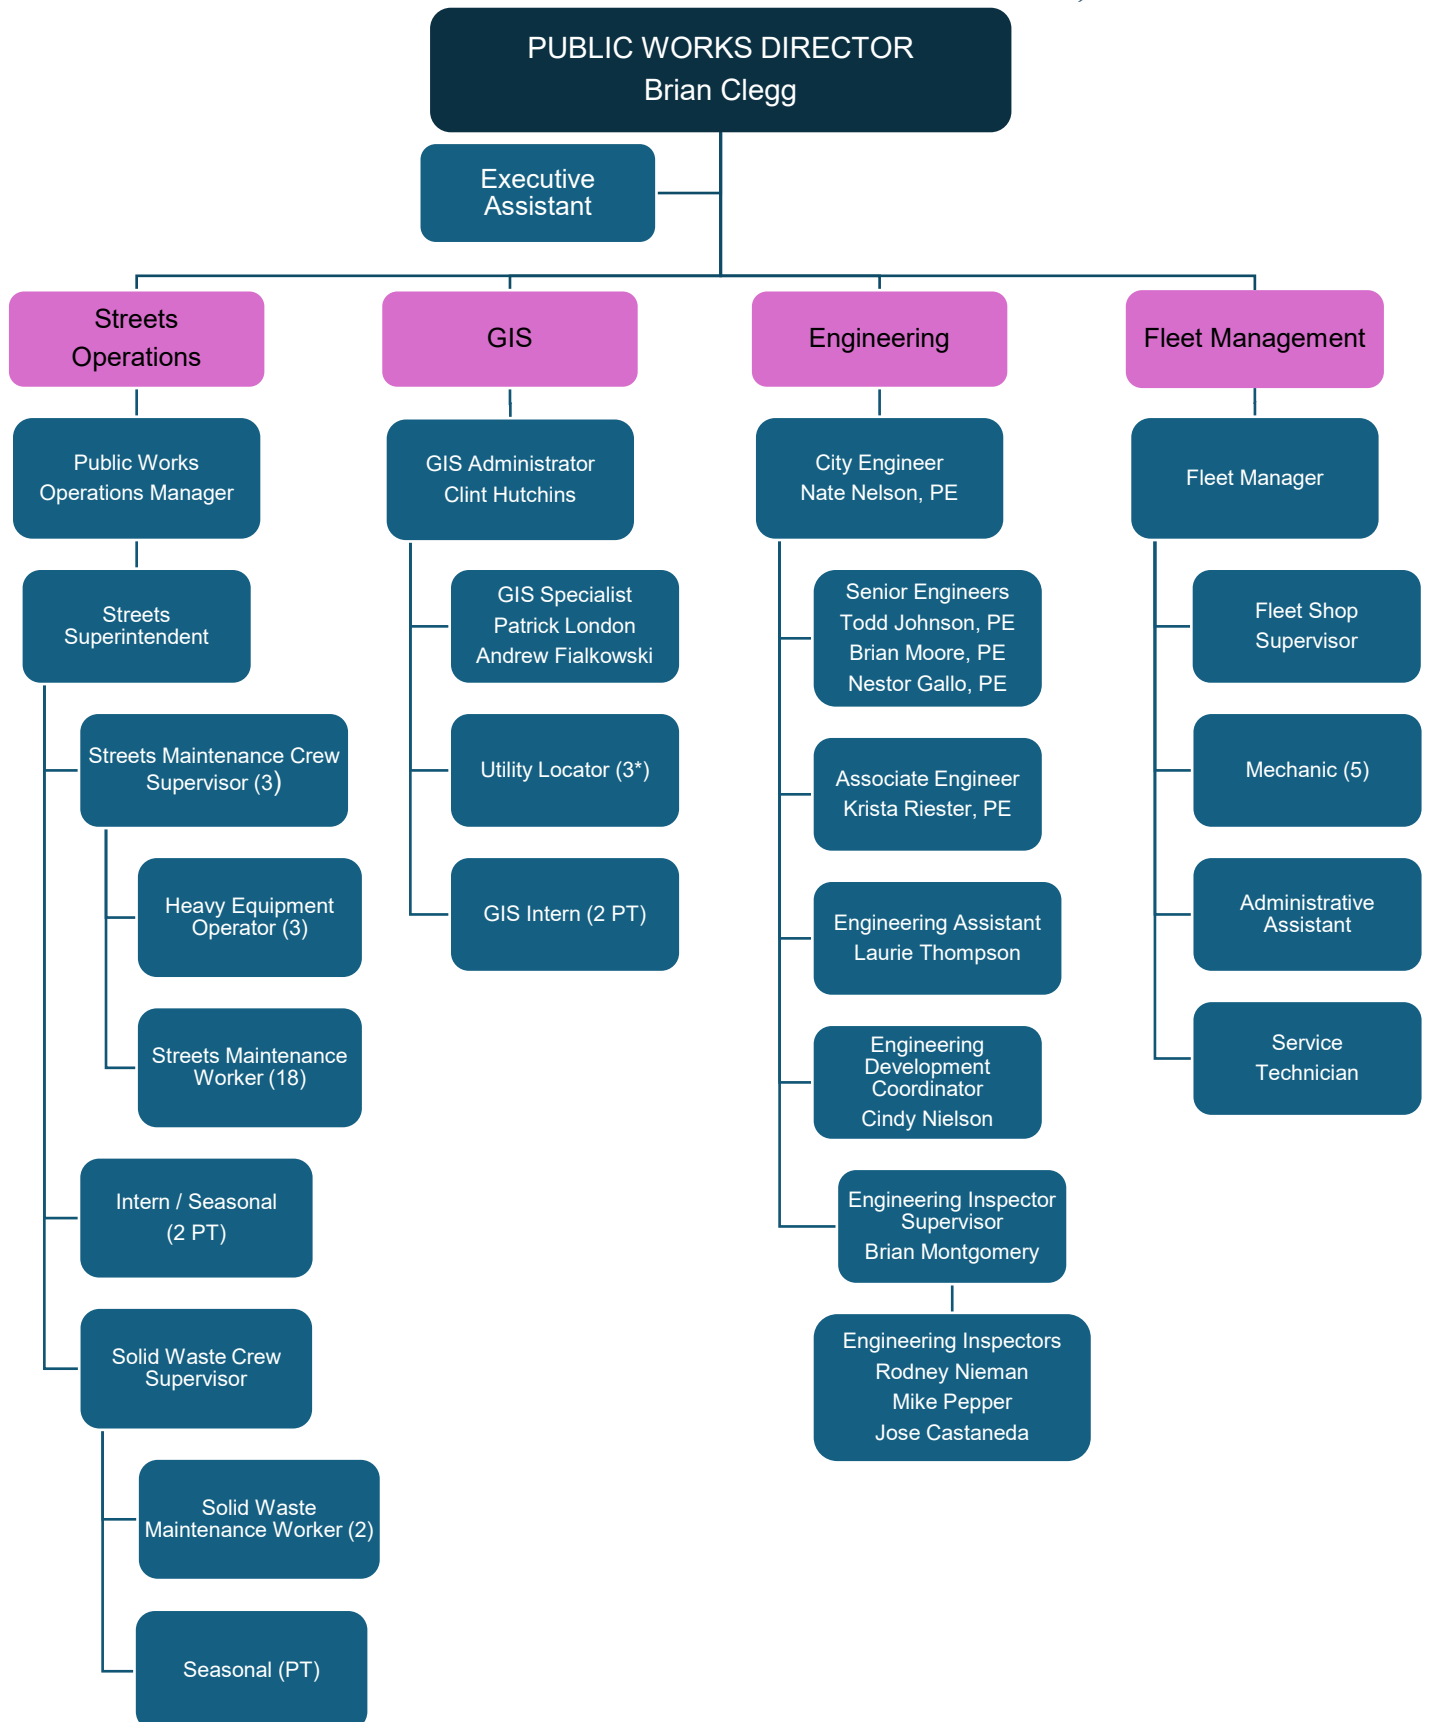 PUBLIC WORKS DIRECTOR
Brian Clegg
Executive
Assistant
Streets
Operations
Public Works
Operations Manager
Streets
Superintendent
Streets Maintenance Crew
Supervisor (3)
Heavy Equipment
Operator (3)
Streets Maintenance
Worker (18)
Intern / Seasonal
(2 PT)
Solid Waste Crew
Supervisor
Solid Waste
Maintenance Worker (2)
Seasonal (PT)
GIS
GIS Administrator
Clint Hutchins
GIS Specialist
Patrick London
Andrew Fialkowski
Utility Locator (3*)
GIS Intern (2 PT)
Engineering
City Engineer
Nate Nelson, PE
Senior Engineers
Todd Johnson, PE
Brian Moore, PE
Nestor Gallo, PE
Associate Engineer
Krista Riester, PE
Engineering Assistant
Laurie Thompson
Engineering
Development
Coordinator
Cindy Nielson
Engineering Inspector
Supervisor
Brian Montgomery
Engineering Inspectors
Rodney Nieman
Mike Pepper
Jose Castaneda
Fleet Management
Fleet Manager
Fleet Shop
Supervisor
Mechanic (5)
Administrative
Assistant
Service
Technician